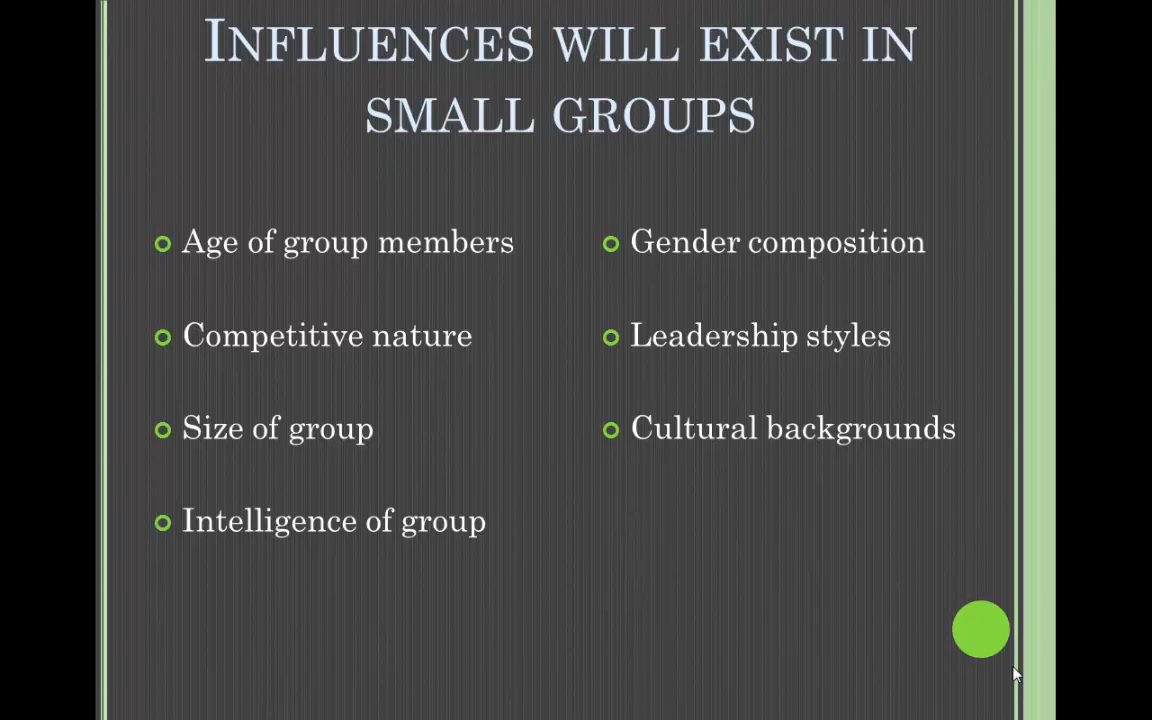 INFLUENCES WILL EXIST IN
SMALL GROUPS
Age of group members
Competitive nature
Size of group
Intelligence of group
Gender composition
Leadership styles
Cultural backgrounds